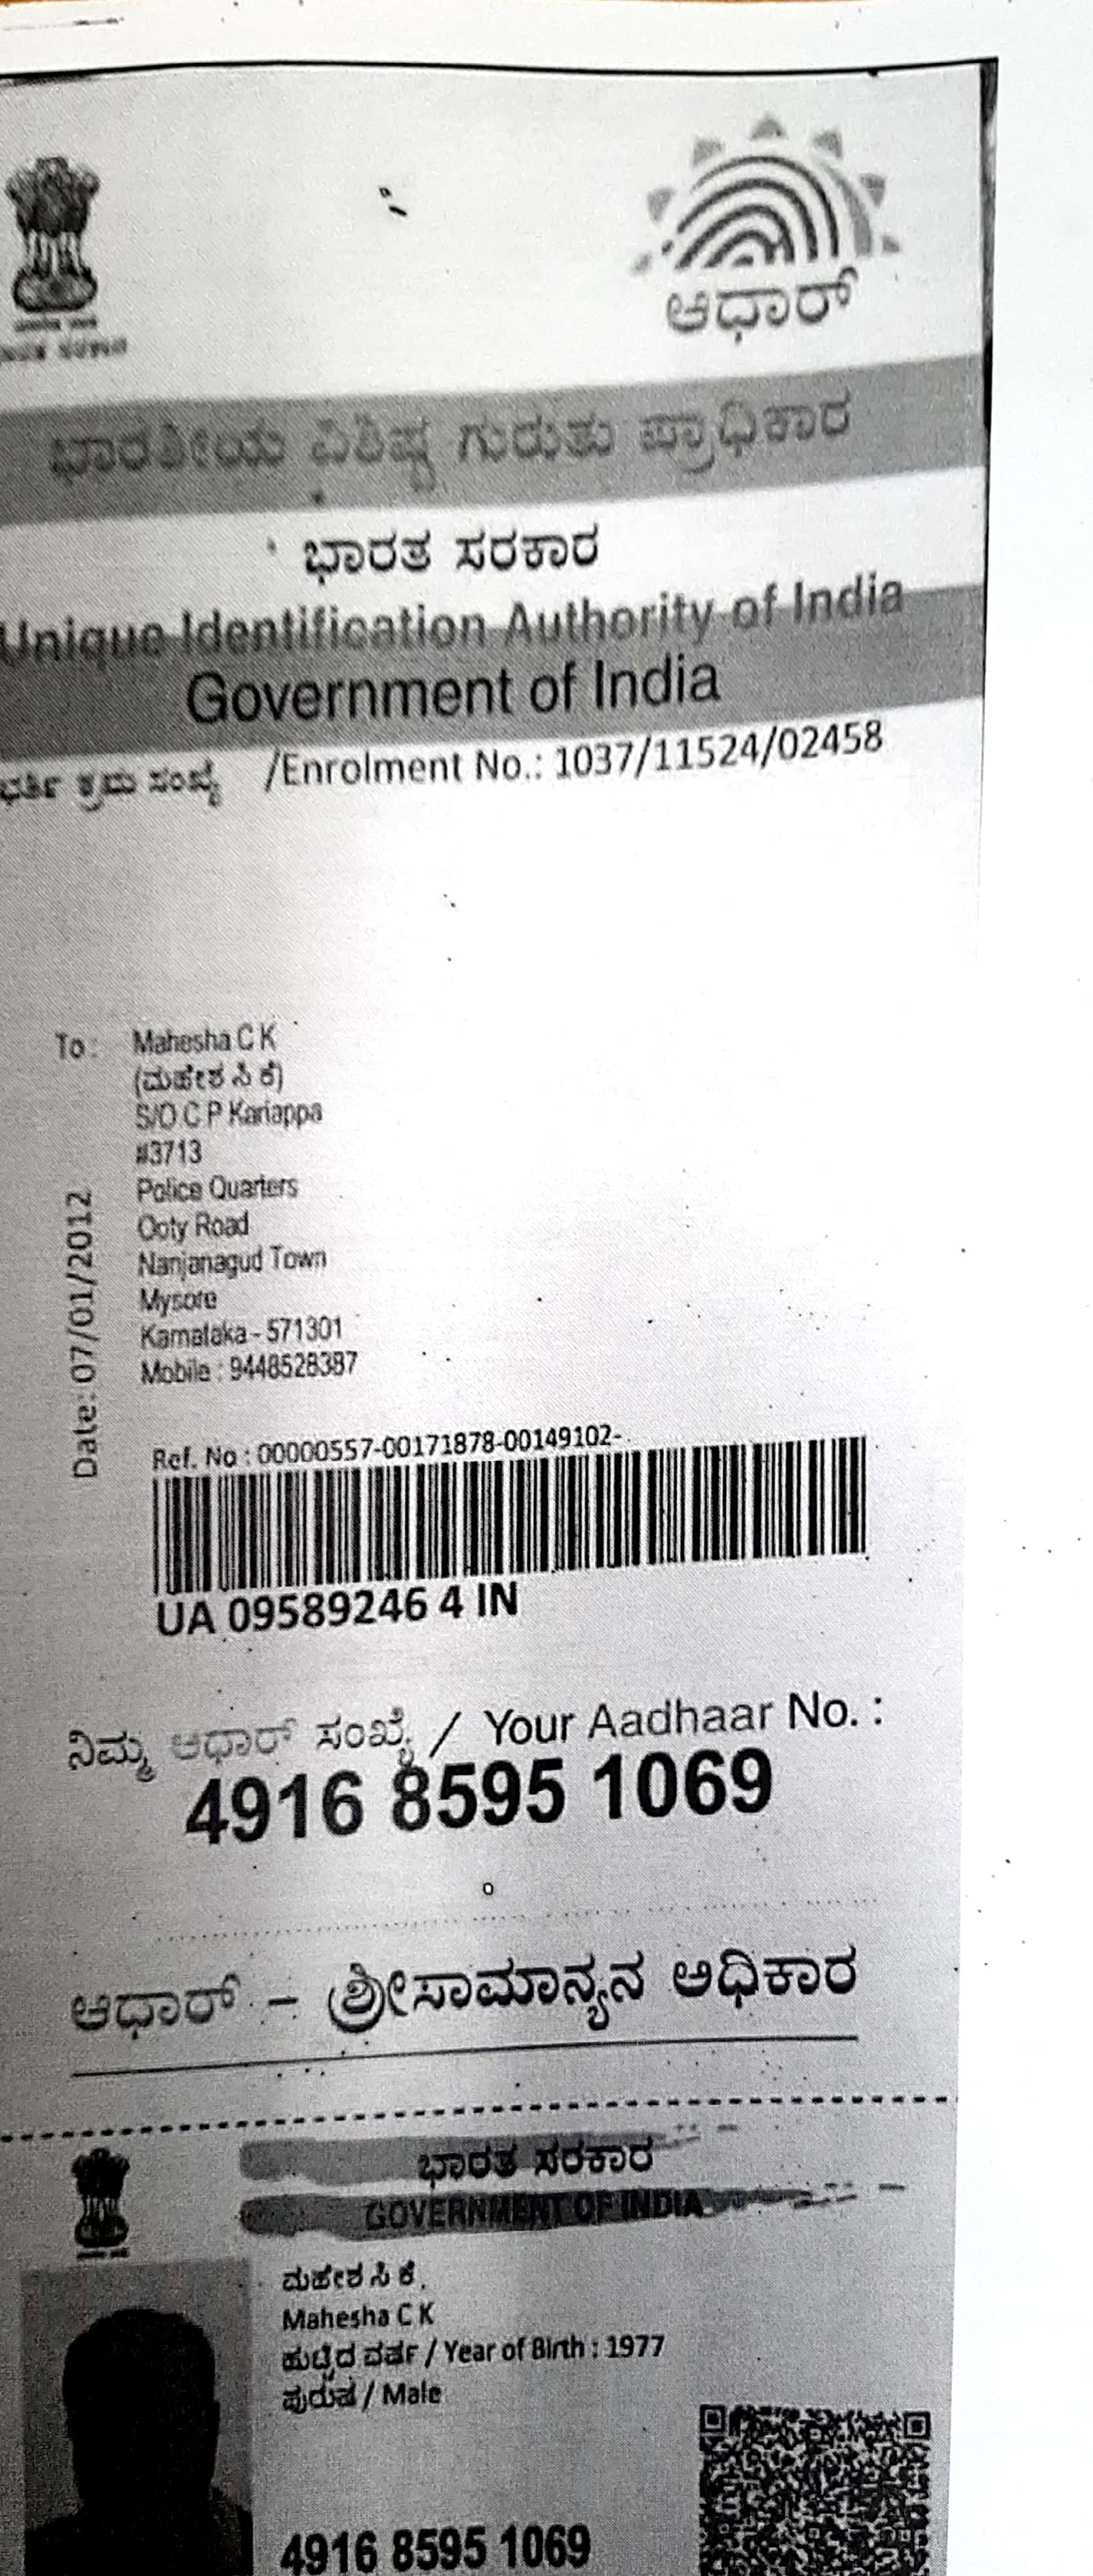 ಆಧಾರ್
ಭಾರತೀಯ ವಿಶಿಷ್ಟ ಗುರುತು ಪ್ರಾಧಿಕಾರ
ಭಾರತ ಸರಕಾರ
Unique Identification Authority of India
Government of India
ಕ್ರಮ ಸಂಖ್ಯೆ /Enrolment No.: 1037/11524/02458
To : Mahesha C K
(ಮಹೇಶ ಸಿ ಕೆ)
S/O C P Kariappa
#3713
Police Quarters
Ooty Road
Nanjanagud Town
Mysore
Karnataka - 571301
Mobile : 9448528387
Date: 07/01/2012
Ref. No : 00000557-00171878-00149102-
UA 09589246 4 IN
ನಿಮ್ಮ ಆಧಾರ್ ಸಂಖ್ಯೆ / Your Aadhaar No. :
4916 8595 1069
ಆಧಾರ್ – ಶ್ರೀಸಾಮಾನ್ಯನ ಅಧಿಕಾರ
ಭಾರತ ಸರಕಾರ
GOVERNMENT OF INDIA
ಮಹೇಶ ಸಿ ಕೆ.
Mahesha C K
ಹುಟ್ಟಿದ ವರ್ಷ / Year of Birth : 1977
ಪುರುಷ / Male
4916 8595 1069